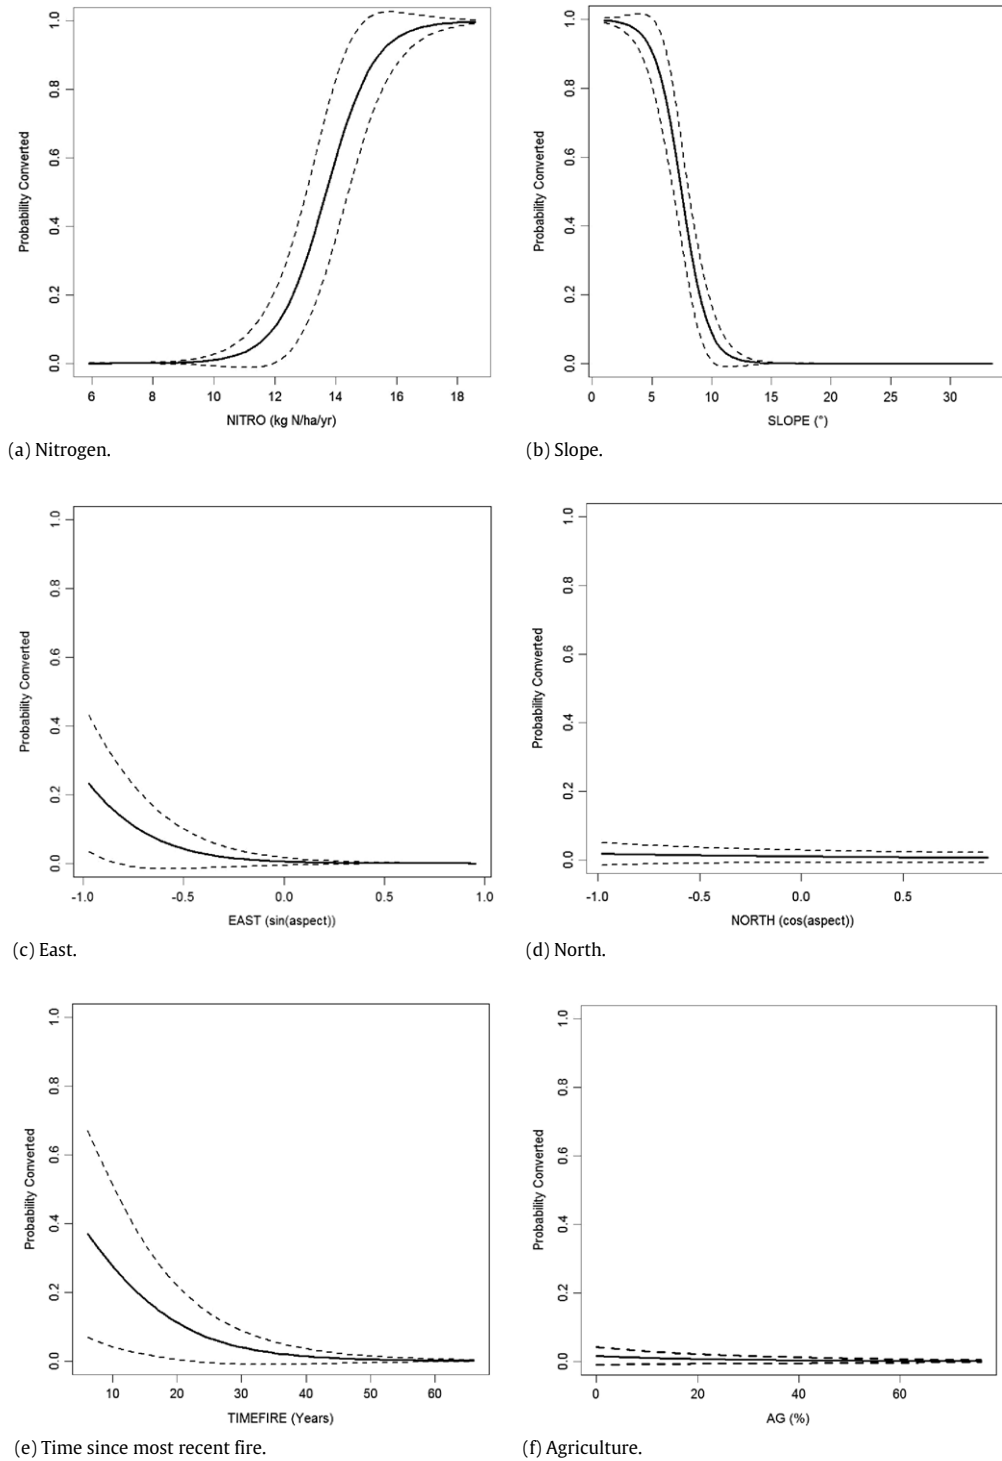 Probability Converted
1.0
0.8
0.6
0.4
0.2
0.0
6 8 10 12 14 16 18
NITRO (kg N/ha/yr)
(a) Nitrogen.
Probability Converted
1.0
0.8
0.6
0.4
0.2
0.0
0 5 10 15 20 25 30
SLOPE (°)
(b) Slope.
Probability Converted
1.0
0.8
0.6
0.4
0.2
0.0
-1.0 -0.5 0.0 0.5 1.0
EAST (sin(aspect))
(c) East.
Probability Converted
1.0
0.8
0.6
0.4
0.2
0.0
-1.0 -0.5 0.0 0.5
NORTH (cos(aspect))
(d) North.
Probability Converted
1.0
0.8
0.6
0.4
0.2
0.0
10 20 30 40 50 60
TIMEFIRE (Years)
(e) Time since most recent fire.
Probability Converted
1.0
0.8
0.6
0.4
0.2
0.0
0 20 40 60
AG (%)
(f) Agriculture.